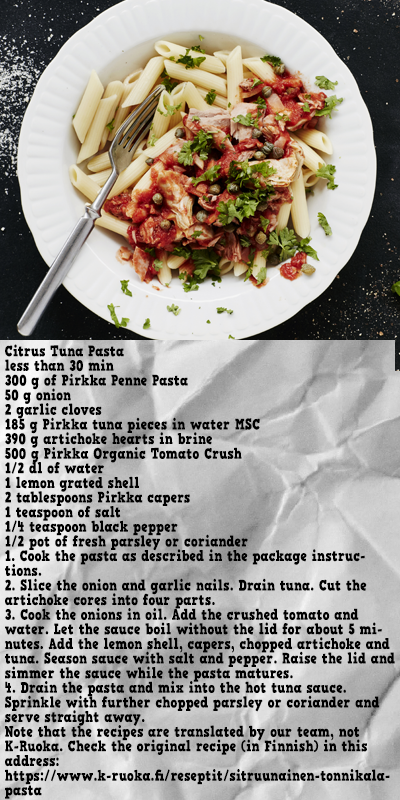 Citrus Tuna Pasta
less than 30 min
300 g of Pirkka Penne Pasta
50 g onion
2 garlic cloves
185 g Pirkka tuna pieces in water MSC
390 g artichoke hearts in brine
500 g Pirkka Organic Tomato Crush
1/2 dl of water
1 lemon grated shell
2 tablespoons Pirkka capers
1 teaspoon of salt
1/4 teaspoon black pepper
1/2 pot of fresh parsley or coriander
1. Cook the pasta as described in the package instruc-
tions.
2. Slice the onion and garlic nails. Drain tuna. Cut the
artichoke cores into four parts.
3. Cook the onions in oil. Add the crushed tomato and
water. Let the sauce boil without the lid for about 5 mi-
nutes. Add the lemon shell, capers, chopped artichoke and
tuna. Season sauce with salt and pepper. Raise the lid and
simmer the sauce while the pasta matures.
4. Drain the pasta and mix into the hot tuna sauce.
Sprinkle with further chopped parsley or coriander and
serve straight away.
Note that the recipes are translated by our team, not
K-Ruoka. Check the original recipe (in Finnish) in this
address:
https://www.k-ruoka.fi/reseptit/sitruunainen-tonnikala-
pasta